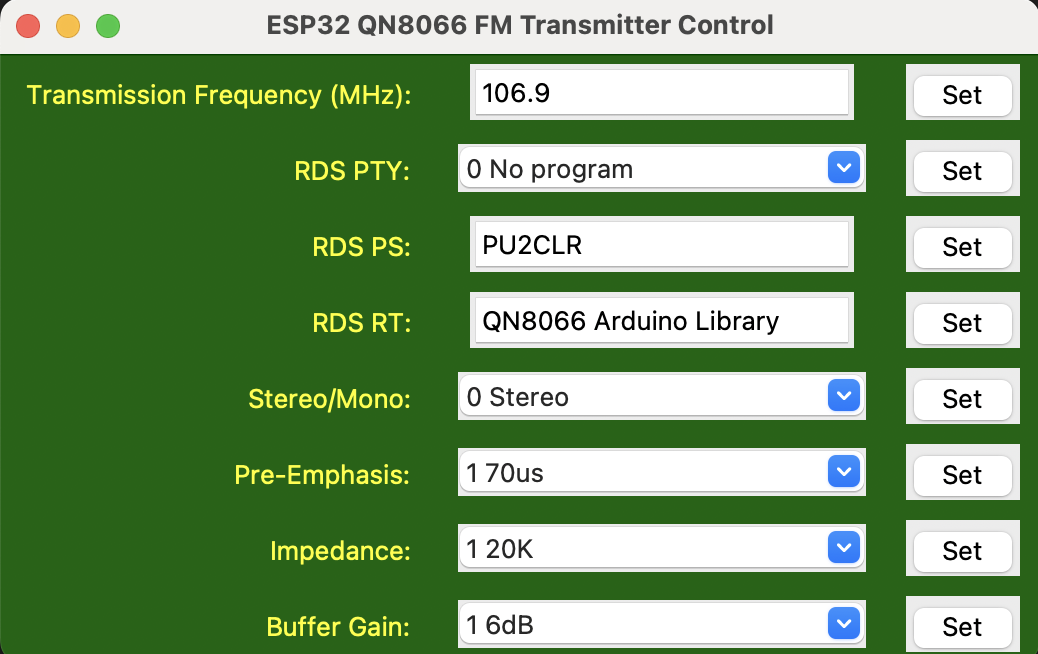 ESP32 QN8066 FM Transmitter Control
Transmission Frequency (MHz): 106.9 Set
RDS PTY: 0 No program Set
RDS PS: PU2CLR Set
RDS RT: QN8066 Arduino Library Set
Stereo/Mono: 0 Stereo Set
Pre-Emphasis: 1 70us Set
Impedance: 1 20K Set
Buffer Gain: 1 6dB Set